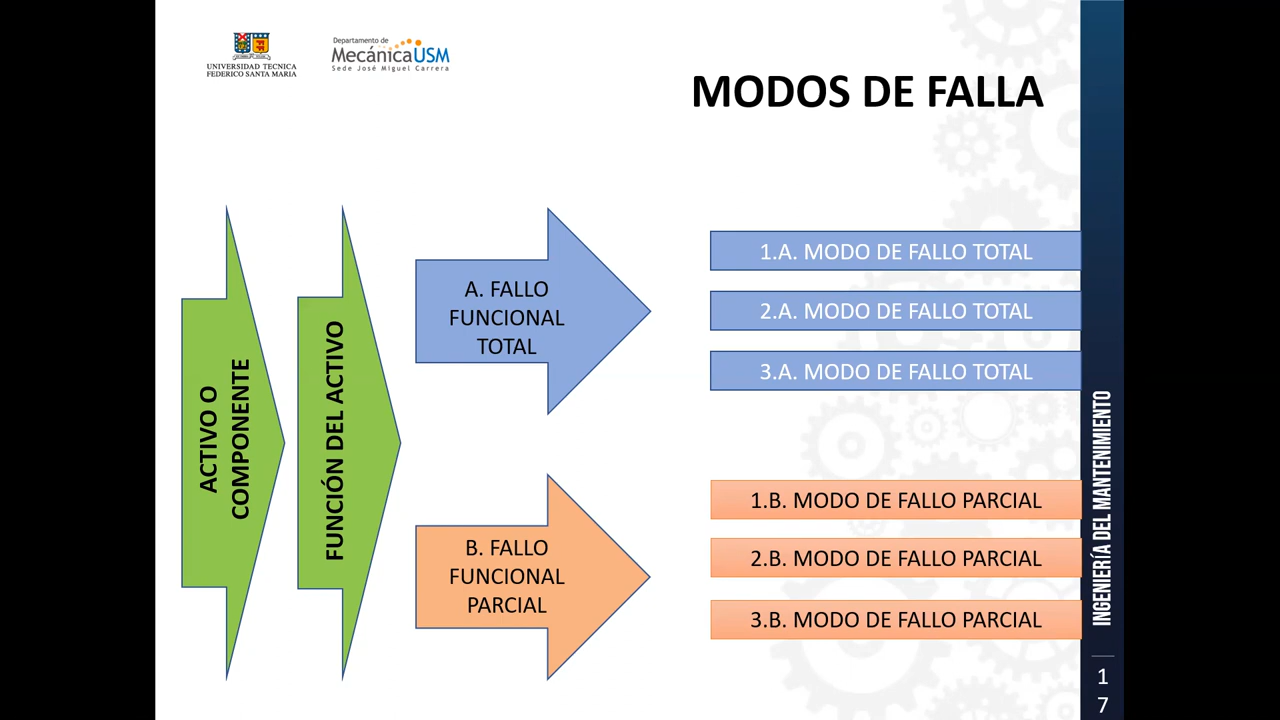 UNIVERSIDAD TECNICA
FEDERICO SANTA MARIA
Departamento de
MecánicaUSM
Sede José Miguel Carrera
MODOS DE FALLA
ACTIVO O
COMPONENTE
FUNCIÓN DEL ACTIVO
A. FALLO
FUNCIONAL
TOTAL
1.A. MODO DE FALLO TOTAL
2.A. MODO DE FALLO TOTAL
3.A. MODO DE FALLO TOTAL
B. FALLO
FUNCIONAL
PARCIAL
1.B. MODO DE FALLO PARCIAL
2.B. MODO DE FALLO PARCIAL
3.B. MODO DE FALLO PARCIAL
INGENIERÍA DEL MANTENIMIENTO
1
7